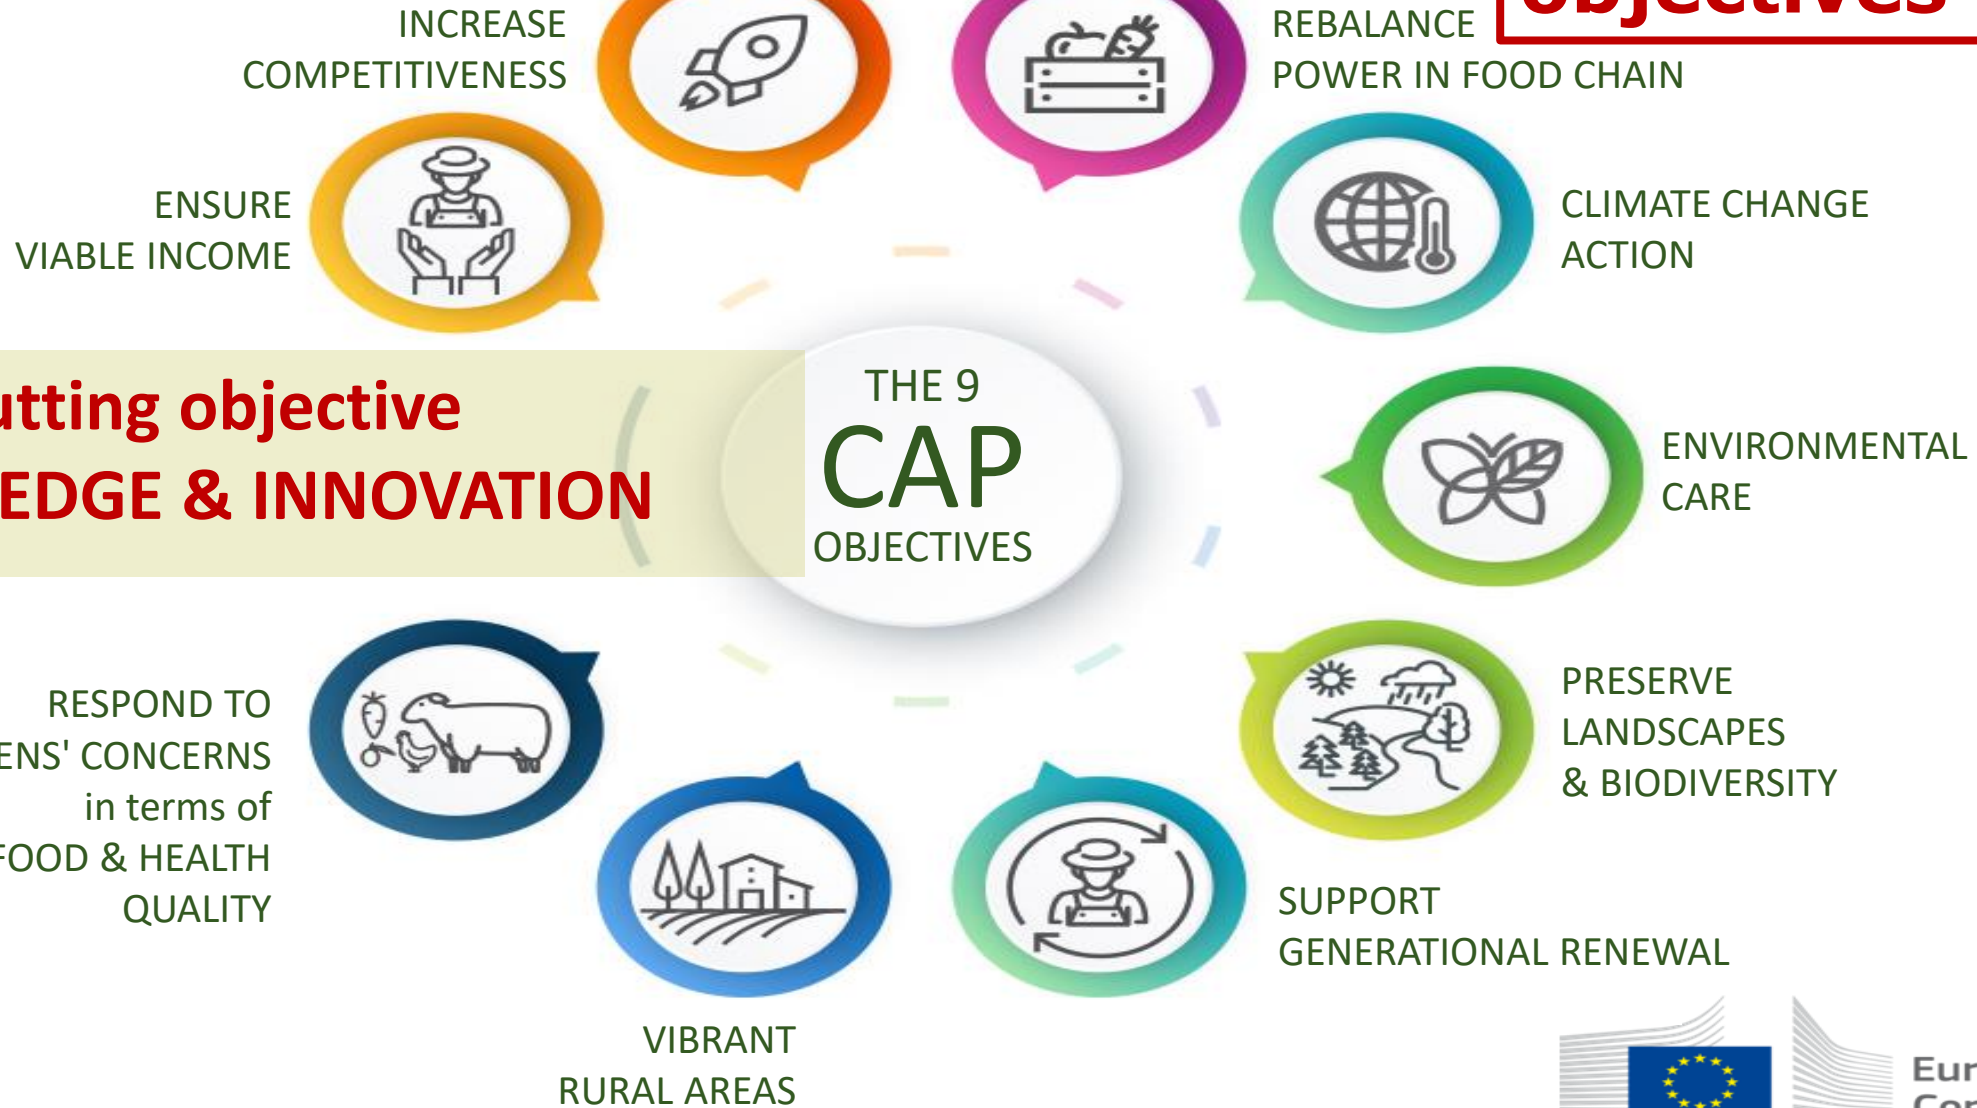 objectives
INCREASE
COMPETITIVENESS
REBALANCE
POWER IN FOOD CHAIN
ENSURE
VIABLE INCOME
CLIMATE CHANGE
ACTION
utting objective
EDGE & INNOVATION
THE 9
CAP
OBJECTIVES
ENVIRONMENTAL
CARE
RESPOND TO
ENS' CONCERNS
in terms of
FOOD & HEALTH
QUALITY
PRESERVE
LANDSCAPES
& BIODIVERSITY
SUPPORT
GENERATIONAL RENEWAL
VIBRANT
RURAL AREAS
Eur